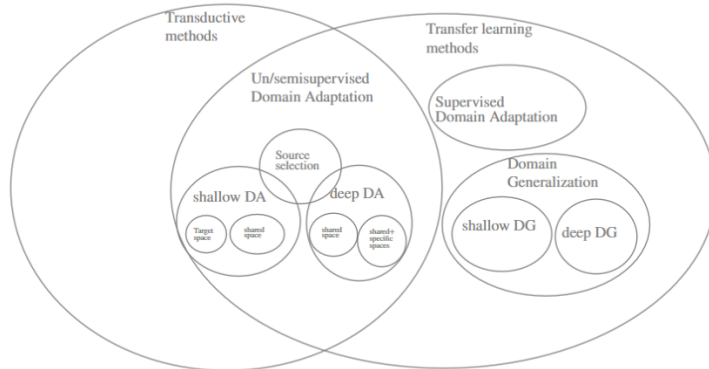 Transductive
methods
Transfer learning
methods
Un/semisupervised
Domain Adaptation
Supervised
Domain Adaptation
Source
selection
Domain
Generalization
shallow DA
deep DA
shallow DG
deep DG
Target
space
shared
space
shared
space
shared+
specific
spaces